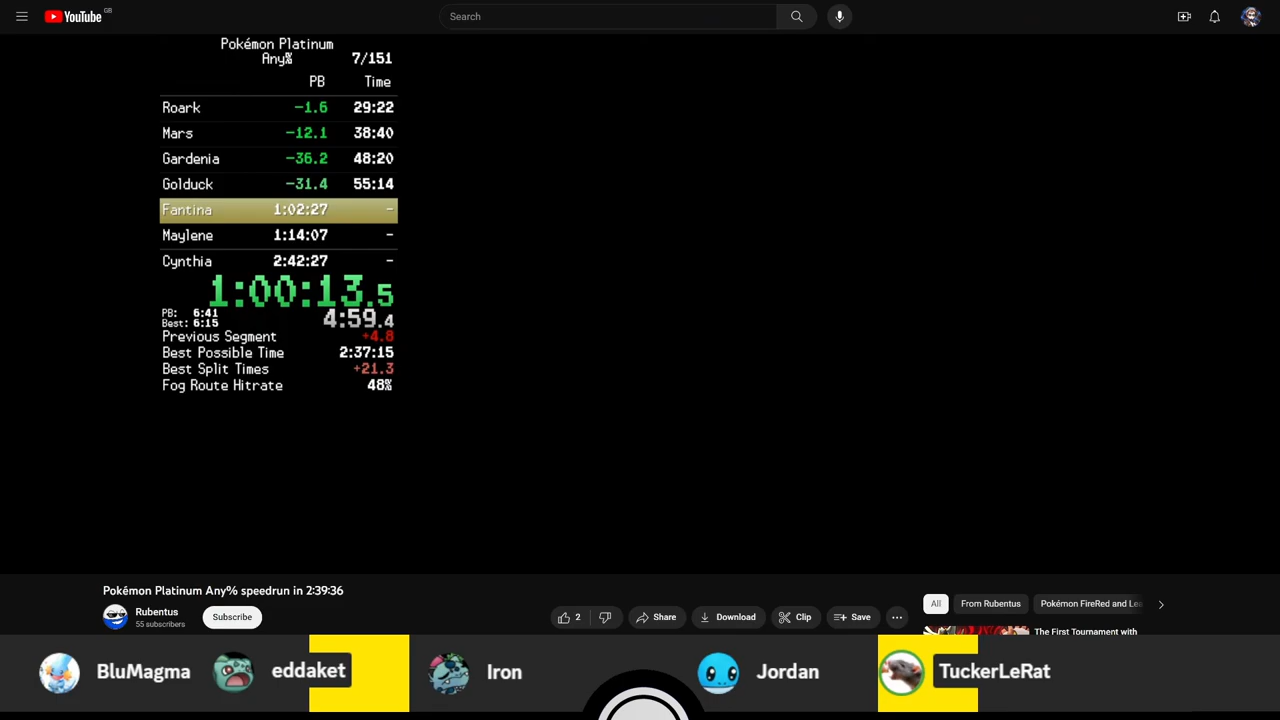 YouTube GB
Search
Pokémon Platinum
Any% 7/151
PB Time
Roark -1.6 29:22
Mars -12.1 38:40
Gardenia -36.2 48:20
Golduck -31.4 55:14
Fantina 1:02:27 -
Maylene 1:14:07 -
Cynthia 2:42:27 -
1:00:13.5
PB: 6:41
Best: 6:15
4:59.4
Previous Segment +4.8
Best Possible Time 2:37:15
Best Split Times +21.3
Fog Route Hitrate 48%
Pokémon Platinum Any% speedrun in 2:39:36
Rubentus
55 subscribers
Subscribe
2
Share
Download
Clip
Save
All
From Rubentus
Pokémon FireRed and Lea
The First Tournament with
BluMagma
eddaket
Iron
Jordan
TuckerLeRat